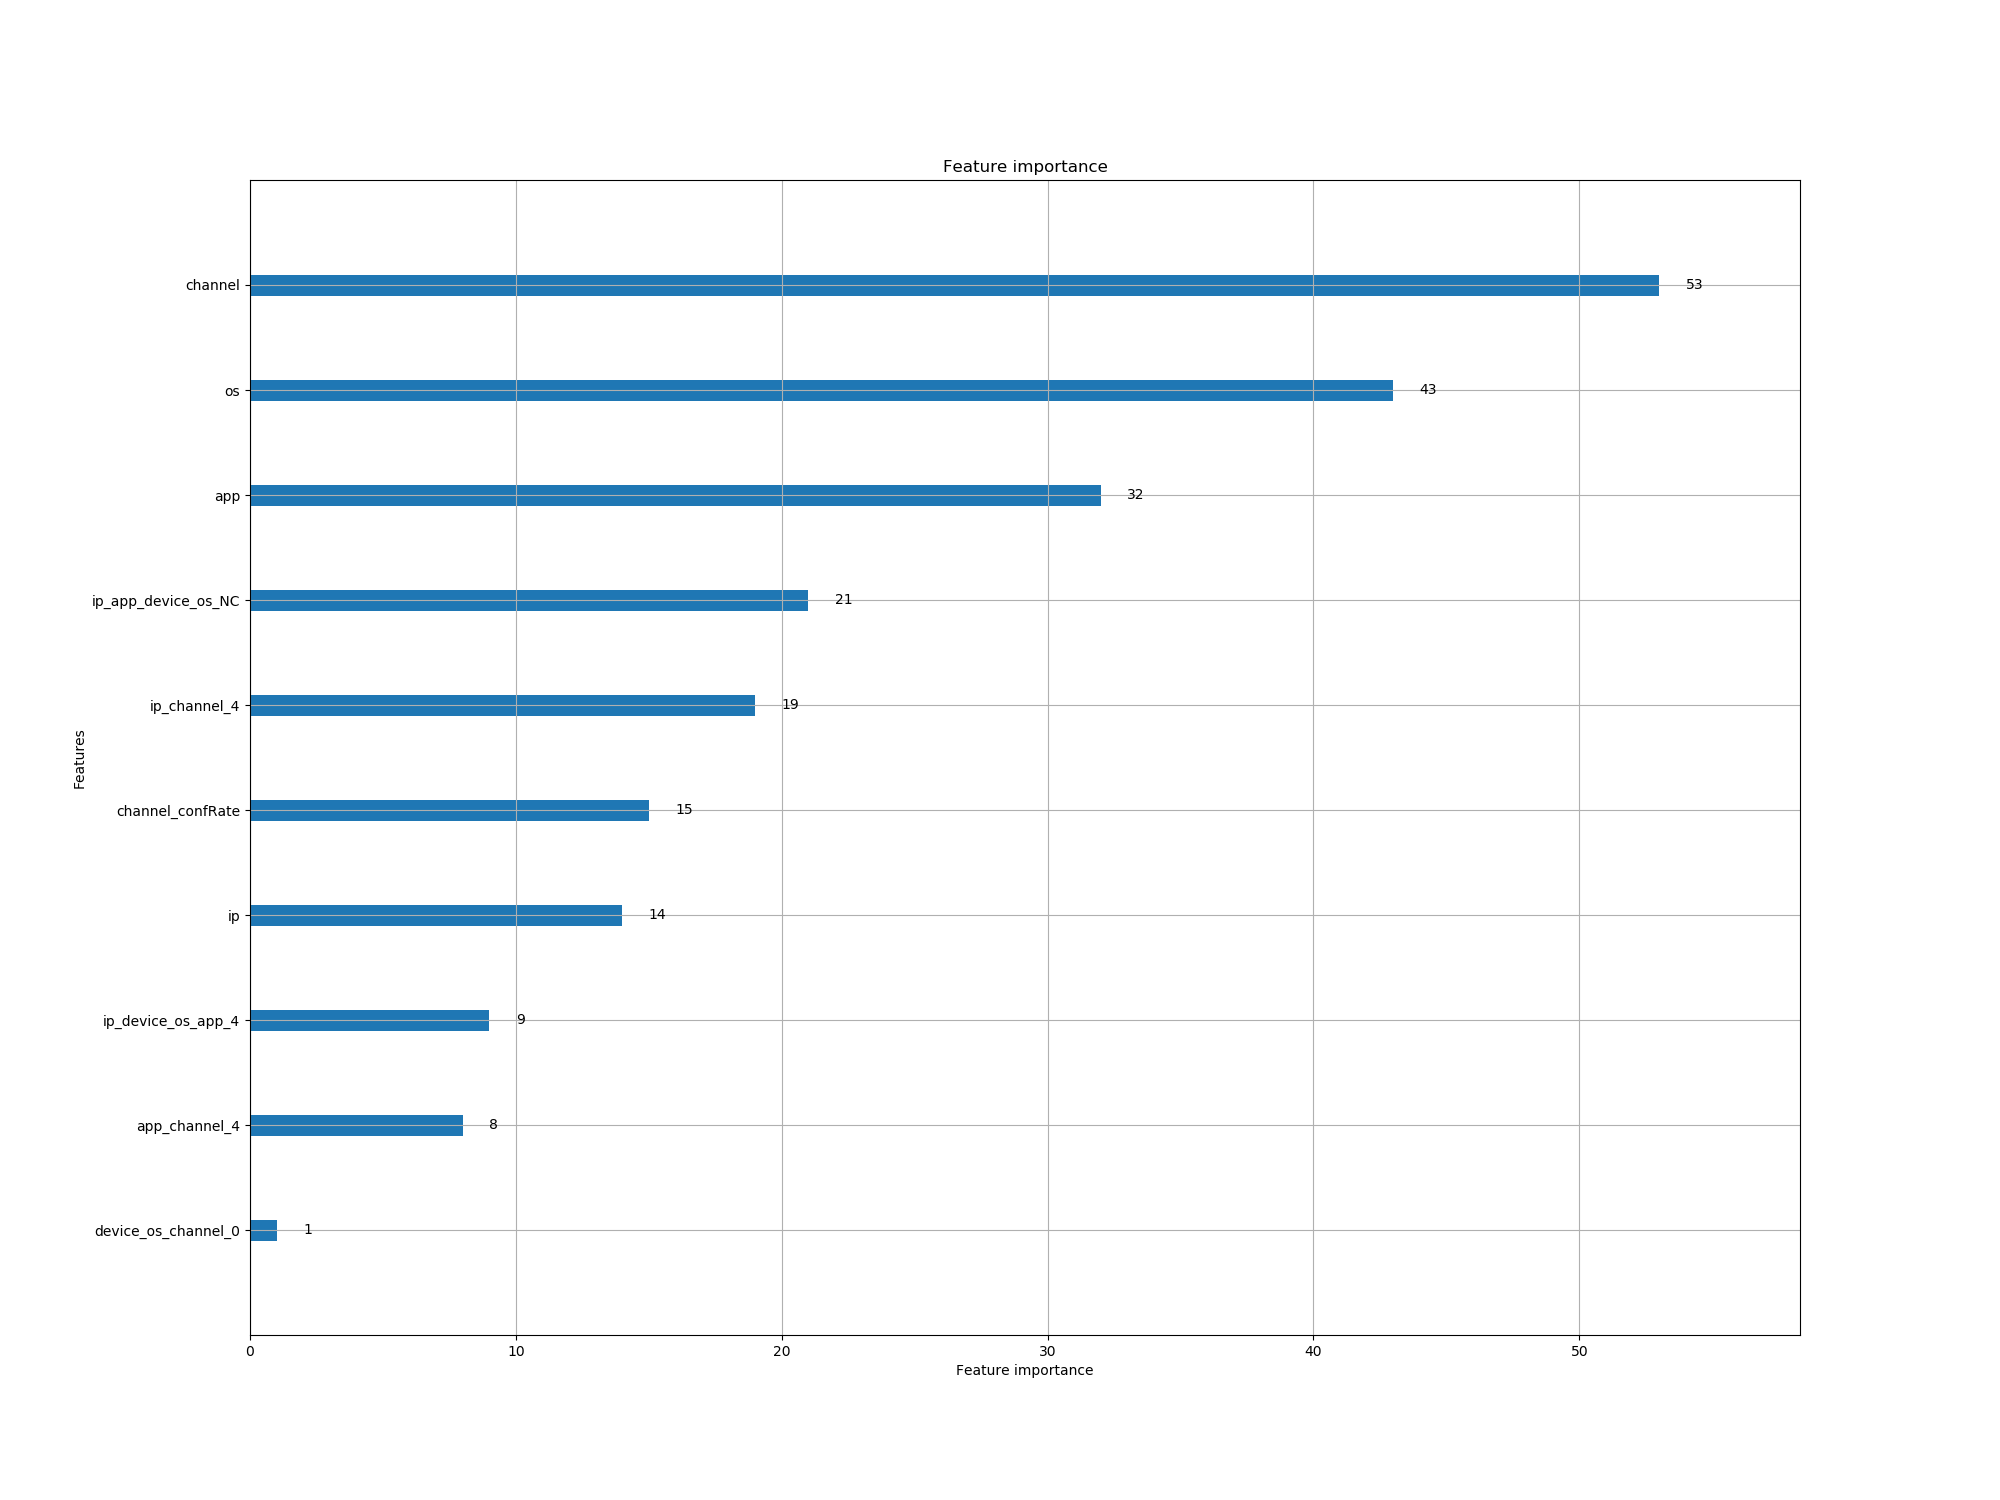 Feature importance
channel
53
os
43
app
32
ip_app_device_os_NC
21
ip_channel_4
19
Features
channel_confRate
15
ip
14
ip_device_os_app_4
9
app_channel_4
8
device_os_channel_0
1
0 10 20 30 40 50
Feature importance